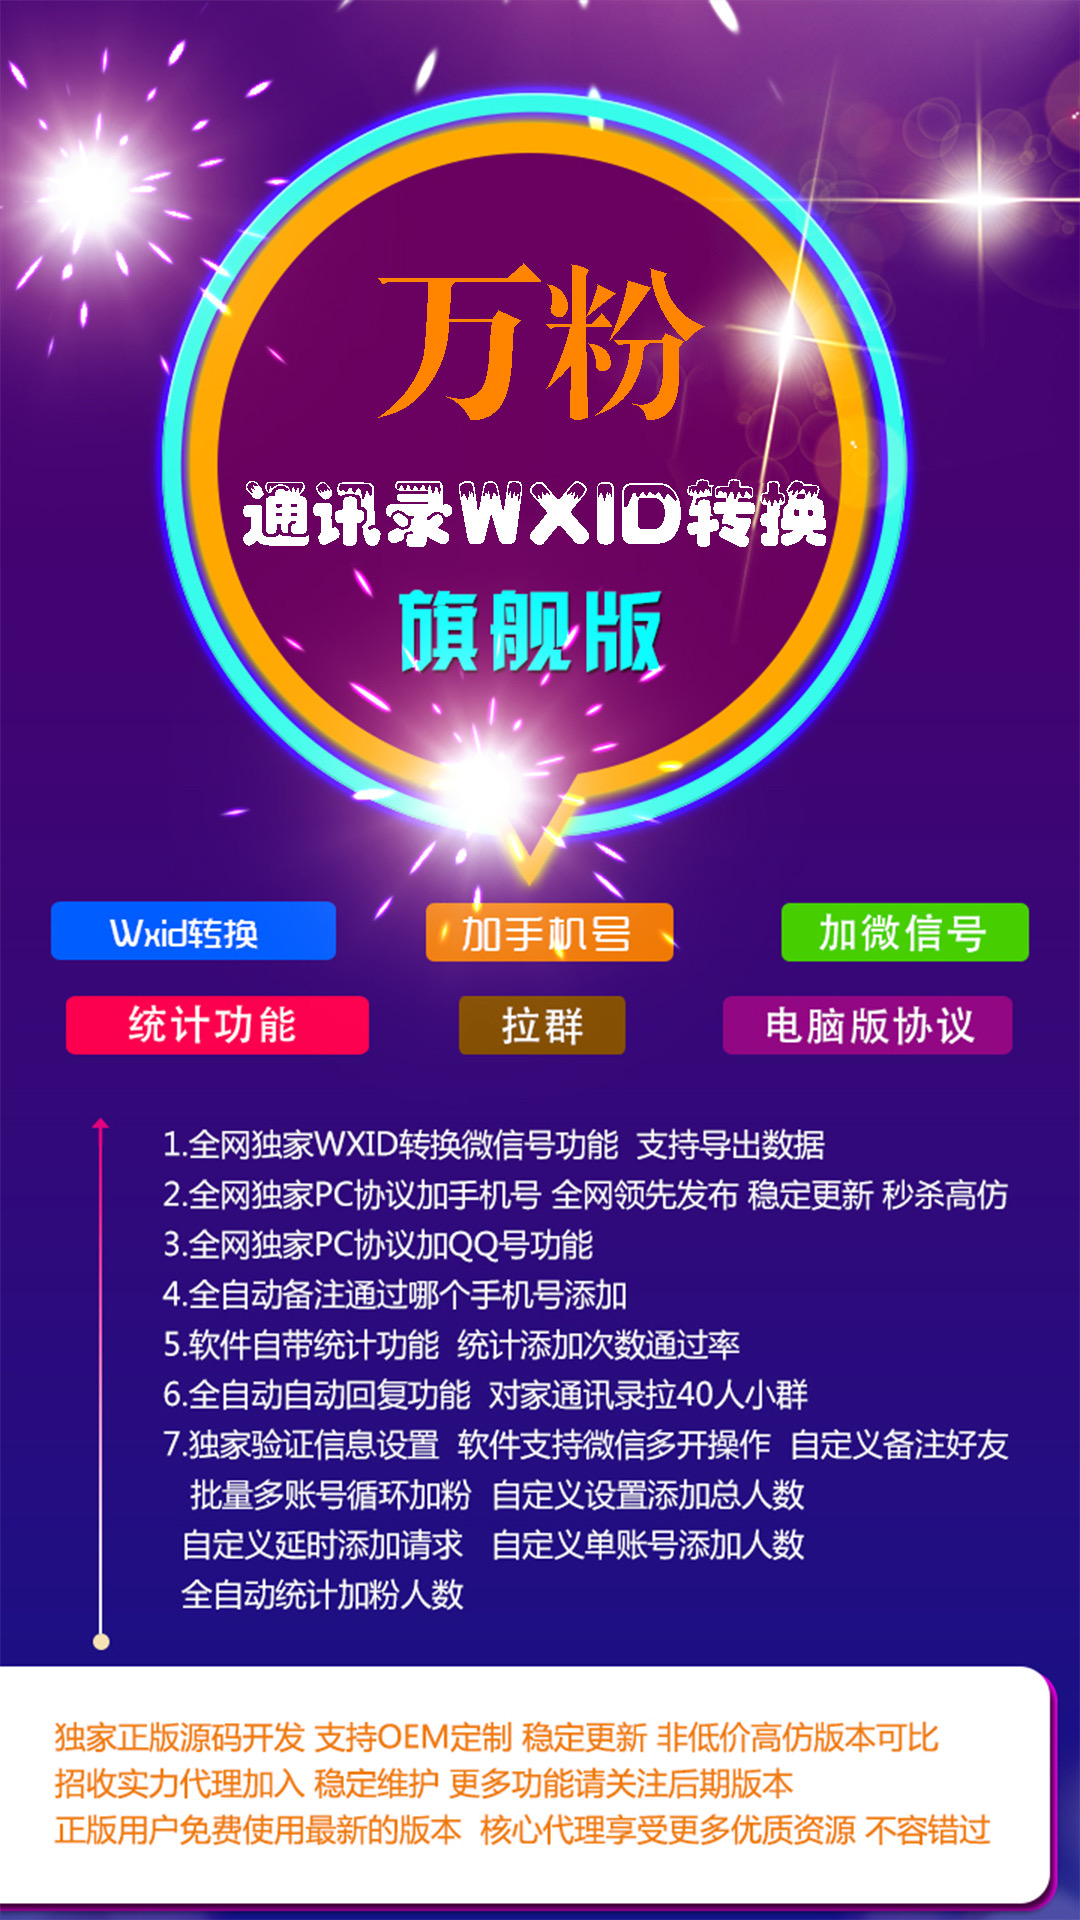 万粉
通讯录WXID转换
旗舰版
Wxid转换
加手机号
加微信号
统计功能
拉群
电脑版协议
1.全网独家WXID转换微信号功能 支持导出数据
2.全网独家PC协议加手机号 全网领先发布 稳定更新 秒杀高仿
3.全网独家PC协议加QQ号功能
4.全自动备注通过哪个手机号添加
5.软件自带统计功能 统计添加次数通过率
6.全自动自动回复功能 对家通讯录拉40人小群
7.独家验证信息设置 软件支持微信多开操作 自定义备注好友
批量多账号循环加粉 自定义设置添加总人数
自定义延时添加请求 自定义单账号添加人数
全自动统计加粉人数
独家正版源码开发 支持OEM定制 稳定更新 非低价高仿版本可比
招收实力代理加入 稳定维护 更多功能请关注后期版本
正版用户免费使用最新的版本 核心代理享受更多优质资源 不容错过